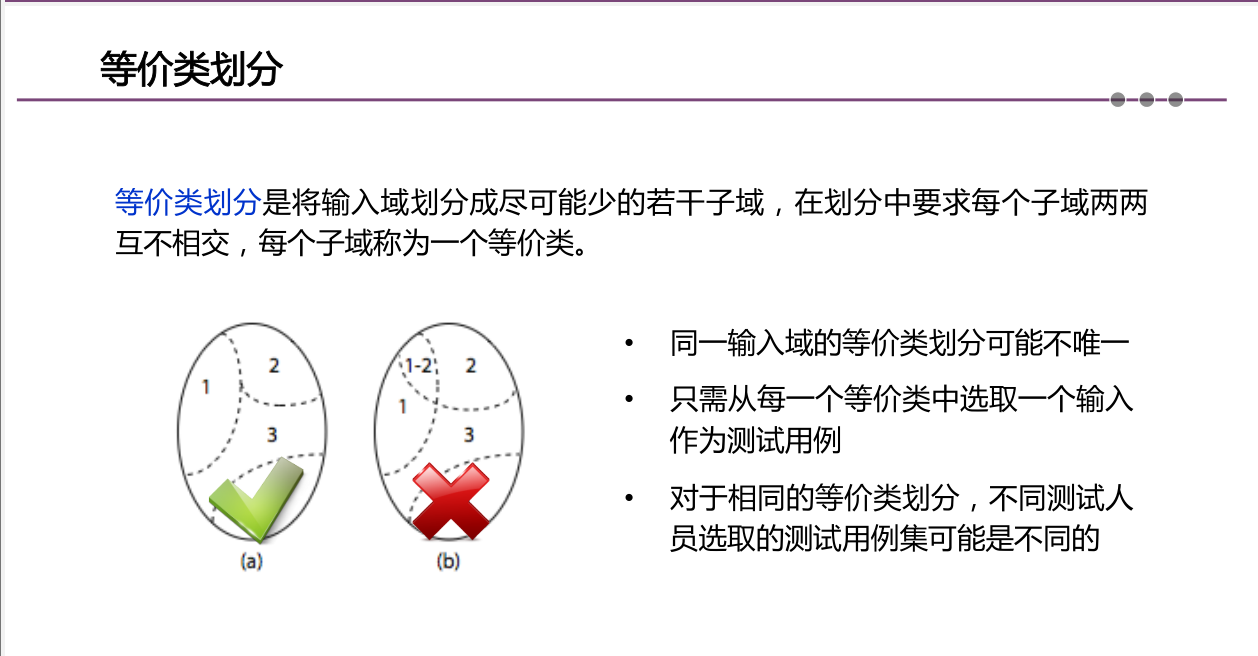 等价类划分
等价类划分是将输入域划分成尽可能少的若干子域，在划分中要求每个子域两两
互不相交，每个子域称为一个等价类。
1
2
3
(a)
1-2
2
1
3
(b)
• 同一输入域的等价类划分可能不唯一
• 只需从每一个等价类中选取一个输入
作为测试用例
• 对于相同的等价类划分，不同测试人
员选取的测试用例集可能是不同的